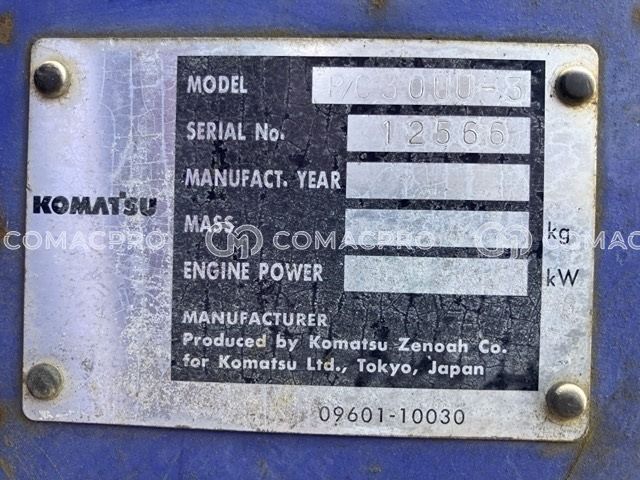 MODEL P/C 30UU-3
SERIAL No. 12566
MANUFACT. YEAR
KOMATSU
MASS kg
COMACPRO COMACPRO COMACPRO
ENGINE POWER kW
MANUFACTURER
Produced by Komatsu Zenoah Co.
for Komatsu Ltd., Tokyo, Japan
09601-10030